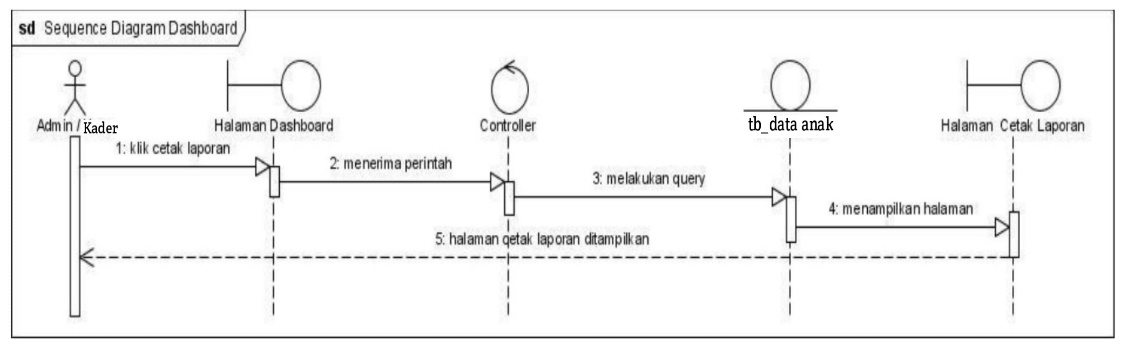 sd Sequence Diagram Dashboard
Admin / Kader
Halaman Dashboard
Controller
tb_data anak
Halaman Cetak Laporan
1: klik cetak laporan
2: menerima perintah
3: melakukan query
4: menampilkan halaman
5: halaman cetak laporan ditampilkan